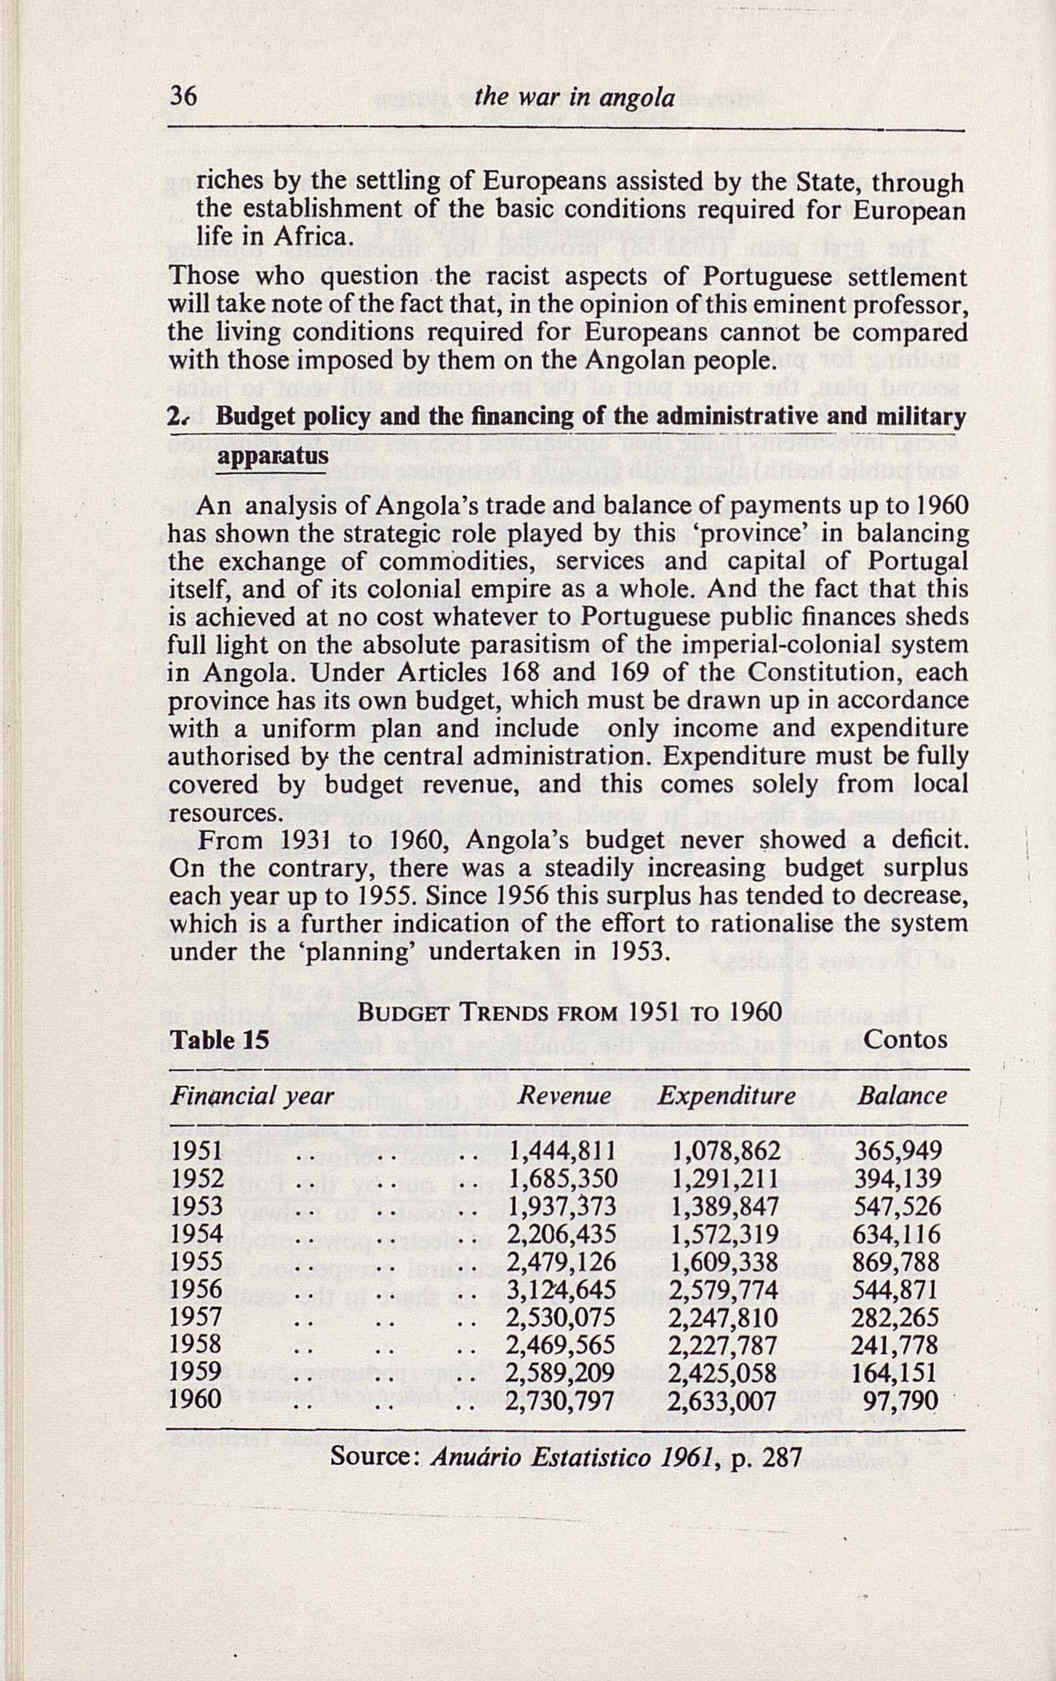 36 the war in angola
riches by the settling of Europeans assisted by the State, through
the establishment of the basic conditions required for European
life in Africa.
Those who question the racist aspects of Portuguese settlement
will take note of the fact that, in the opinion of this eminent professor,
the living conditions required for Europeans cannot be compared
with those imposed by them on the Angolan people.
2. Budget policy and the financing of the administrative and military
apparatus
An analysis of Angola's trade and balance of payments up to 1960
has shown the strategic role played by this 'province' in balancing
the exchange of commodities, services and capital of Portugal
itself, and of its colonial empire as a whole. And the fact that this
is achieved at no cost whatever to Portuguese public finances sheds
full light on the absolute parasitism of the imperial-colonial system
in Angola. Under Articles 168 and 169 of the Constitution, each
province has its own budget, which must be drawn up in accordance
with a uniform plan and include only income and expenditure
authorised by the central administration. Expenditure must be fully
covered by budget revenue, and this comes solely from local
resources.
From 1931 to 1960, Angola's budget never showed a deficit.
On the contrary, there was a steadily increasing budget surplus
each year up to 1955. Since 1956 this surplus has tended to decrease,
which is a further indication of the effort to rationalise the system
under the 'planning' undertaken in 1953.
BUDGET TRENDS FROM 1951 TO 1960
Table 15 Contos
Financial year Revenue Expenditure Balance
1951 .. .. .. 1,444,811 1,078,862 365,949
1952 .. .. .. 1,685,350 1,291,211 394,139
1953 .. .. .. 1,937,373 1,389,847 547,526
1954 .. .. .. 2,206,435 1,572,319 634,116
1955 .. .. .. 2,479,126 1,609,338 869,788
1956 .. .. .. 3,124,645 2,579,774 544,871
1957 .. .. .. 2,530,075 2,247,810 282,265
1958 .. .. .. 2,469,565 2,227,787 241,778
1959 .. .. .. 2,589,209 2,425,058 164,151
1960 .. .. .. 2,730,797 2,633,007 97,790
Source: Anuário Estatistico 1961, p. 287